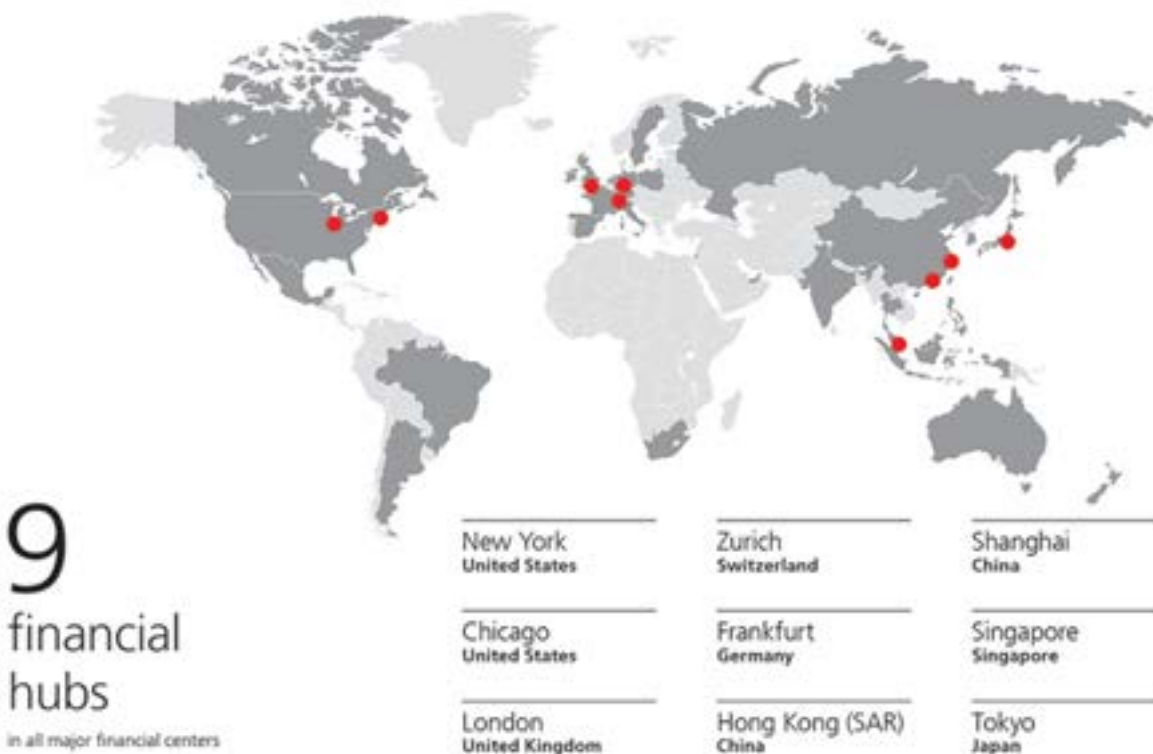 9
financial
hubs
in all major financial centers
New York
United States
Zurich
Switzerland
Shanghai
China
Chicago
United States
Frankfurt
Germany
Singapore
Singapore
London
United Kingdom
Hong Kong (SAR)
China
Tokyo
Japan